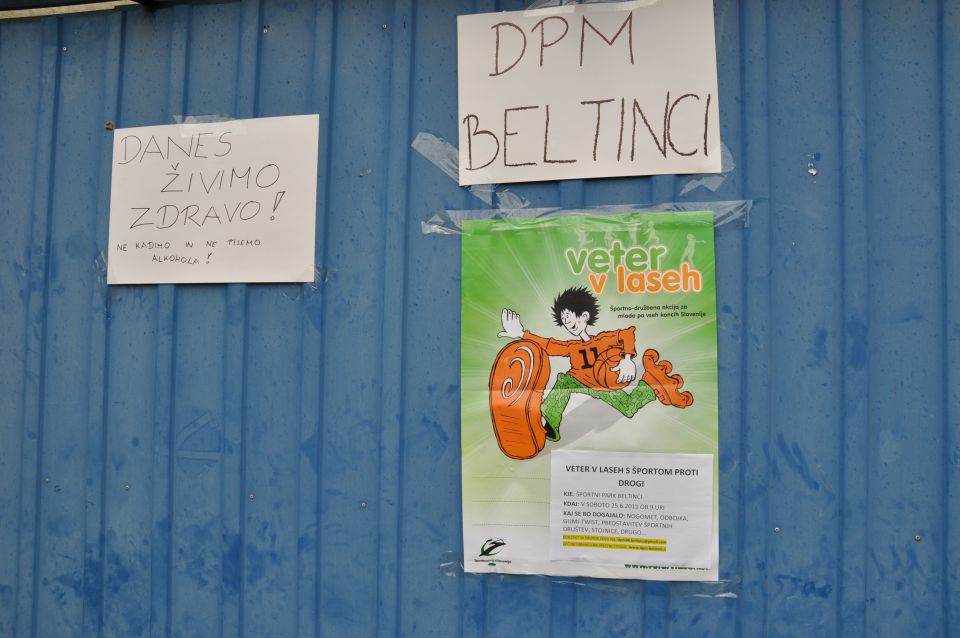 DPM
BELTINCI
DANES
ŽIVIMO
ZDRAVO!
NE KADIMO IN NE PIJEMO
ALKOHOLA!
veter
v laseh
Športno-družabna akcija za
mlade po vseh koncih Slovenije
11
VETER V LASEH S ŠPORTOM PROTI
DROGI
KJE: ŠPORTNI PARK BELTINCI
KDAJ: V SOBOTO 25.6.2011 OB 9 URI
KAJ SE BO DOGAJALO: NOGOMET, ODBOJKA,
GUMI-TWIST, PREDSTAVITEV ŠPORTNIH
DRUŠTEV, STOJNICE, DRUGO...